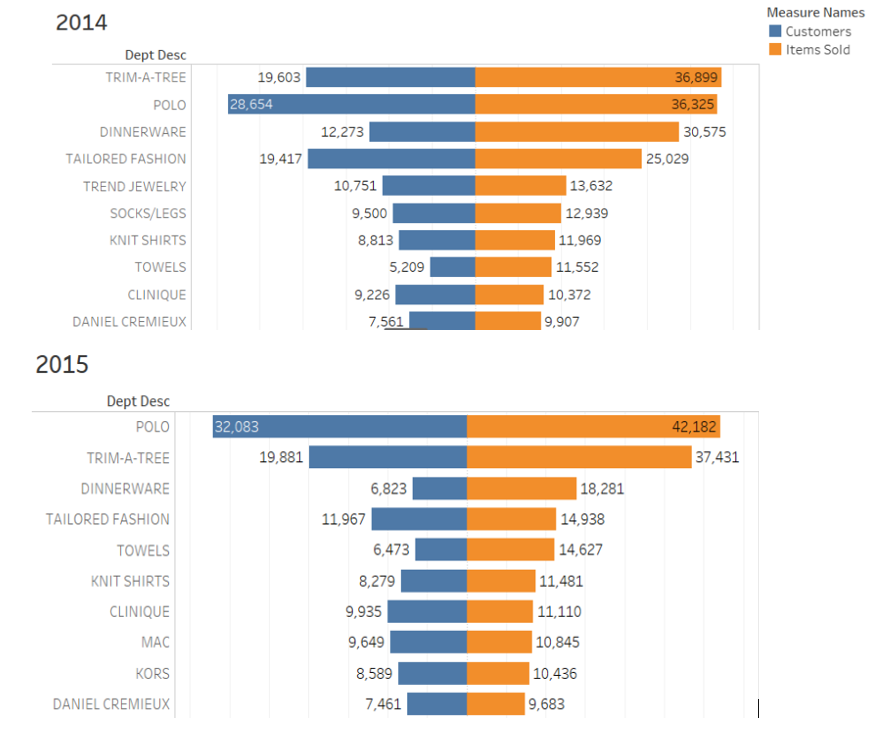 2014
Measure Names
Customers
Items Sold
Dept Desc
TRIM-A-TREE 19,603 36,899
POLO 28,654 36,325
DINNERWARE 12,273 30,575
TAILORED FASHION 19,417 25,029
TREND JEWELRY 10,751 13,632
SOCKS/LEGS 9,500 12,939
KNIT SHIRTS 8,813 11,969
TOWELS 5,209 11,552
CLINIQUE 9,226 10,372
DANIEL CREMIEUX 7,561 9,907
2015
Dept Desc
POLO 32,083 42,182
TRIM-A-TREE 19,881 37,431
DINNERWARE 6,823 18,281
TAILORED FASHION 11,967 14,938
TOWELS 6,473 14,627
KNIT SHIRTS 8,279 11,481
CLINIQUE 9,935 11,110
MAC 9,649 10,845
KORS 8,589 10,436
DANIEL CREMIEUX 7,461 9,683